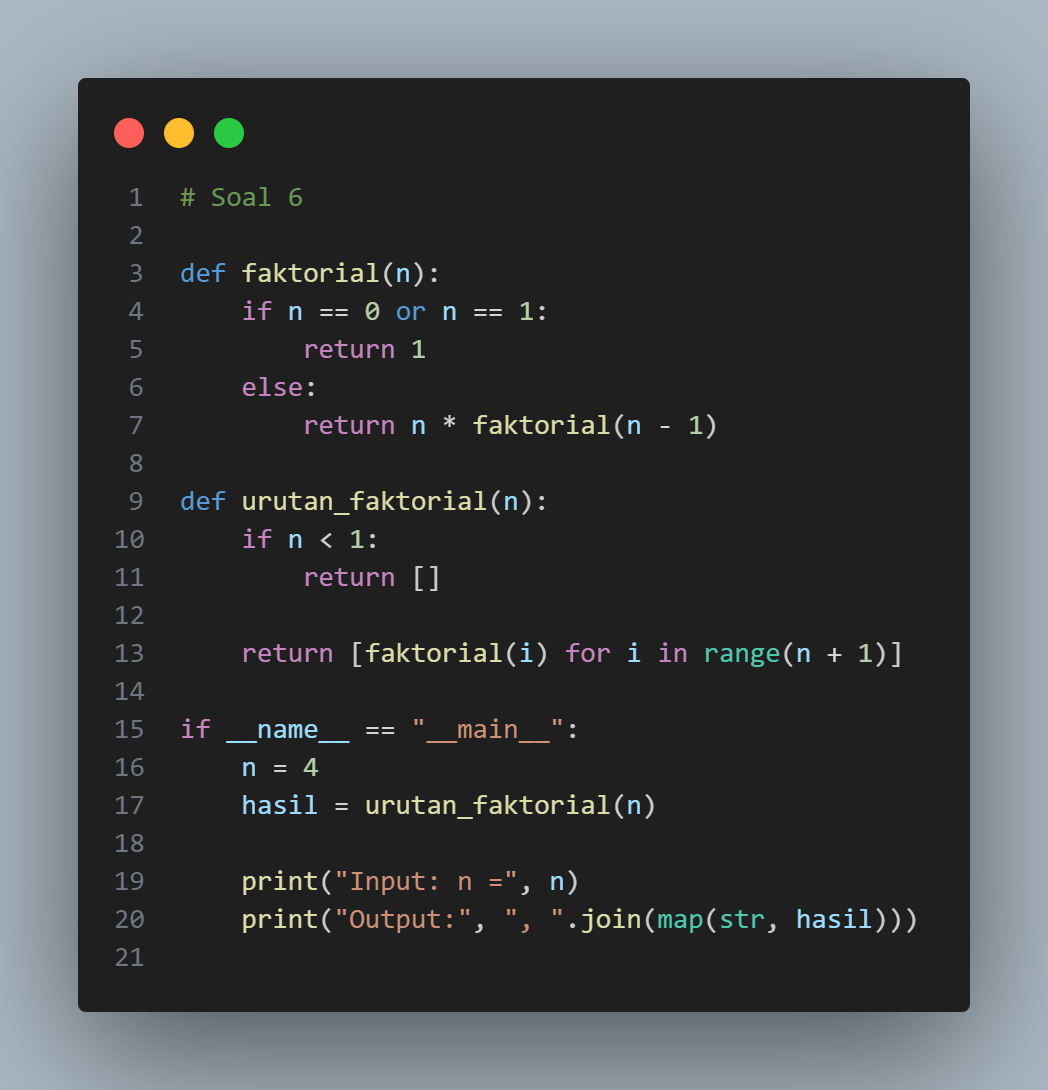 1 # Soal 6
2
3 def faktorial(n):
4     if n == 0 or n == 1:
5         return 1
6     else:
7         return n * faktorial(n - 1)
8
9 def urutan_faktorial(n):
10     if n < 1:
11         return []
12
13     return [faktorial(i) for i in range(n + 1)]
14
15 if __name__ == "__main__":
16     n = 4
17     hasil = urutan_faktorial(n)
18
19     print("Input: n =", n)
20     print("Output:", ", ".join(map(str, hasil)))
21